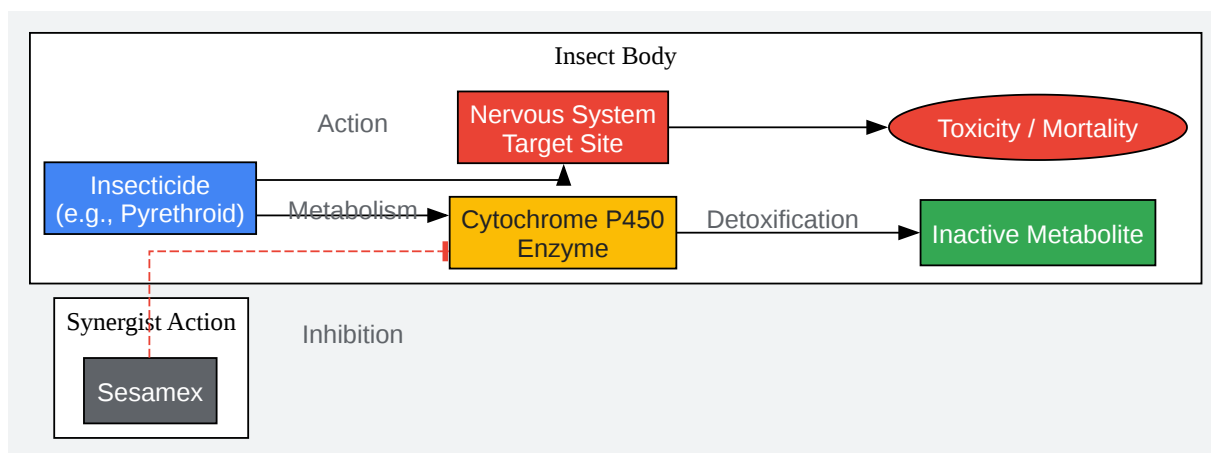 Insect Body
Action
Nervous System
Target Site
Toxicity / Mortality
Insecticide
(e.g., Pyrethroid)
Metabolism
Cytochrome P450
Enzyme
Detoxification
Inactive Metabolite
Synergist Action
Inhibition
Sesamex